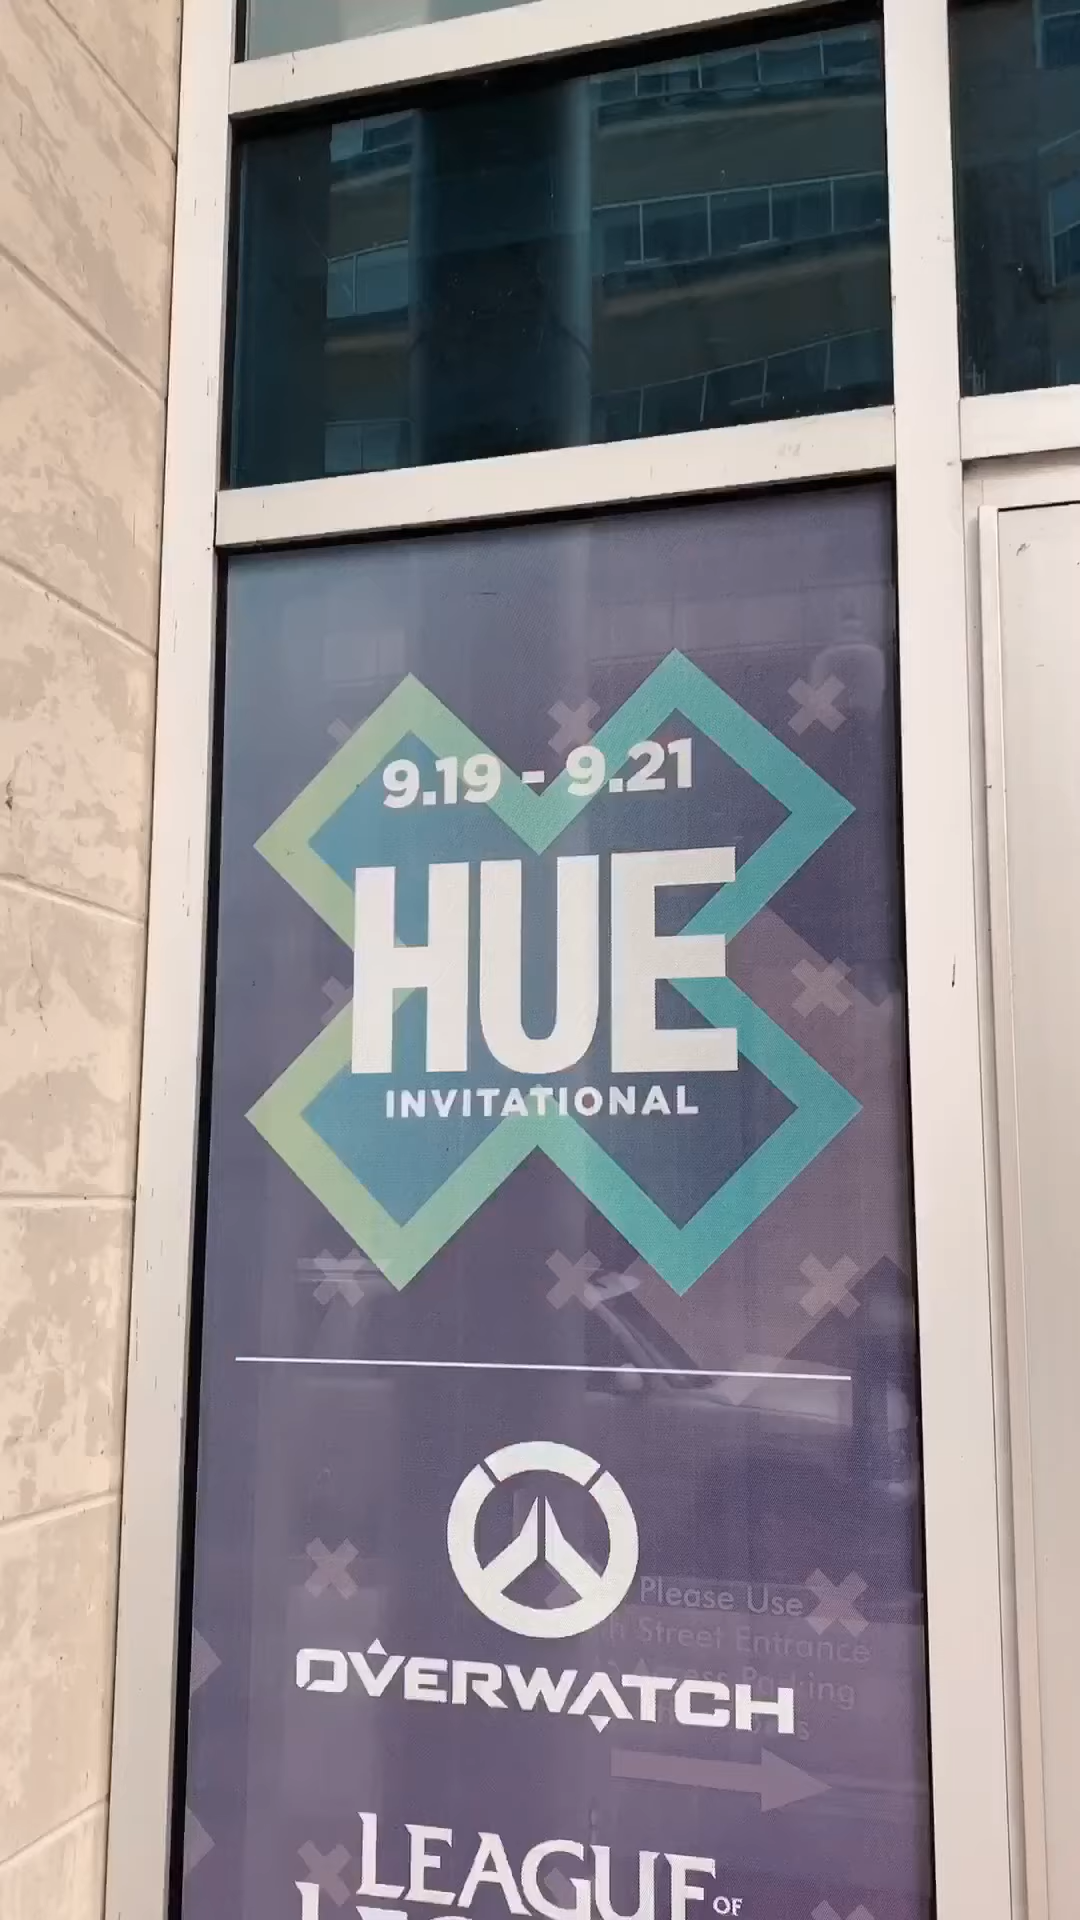 9.19 - 9.21
HUE
INVITATIONAL
Please Use
Street Entrance
OVERWATCH
LEAGUE
OF